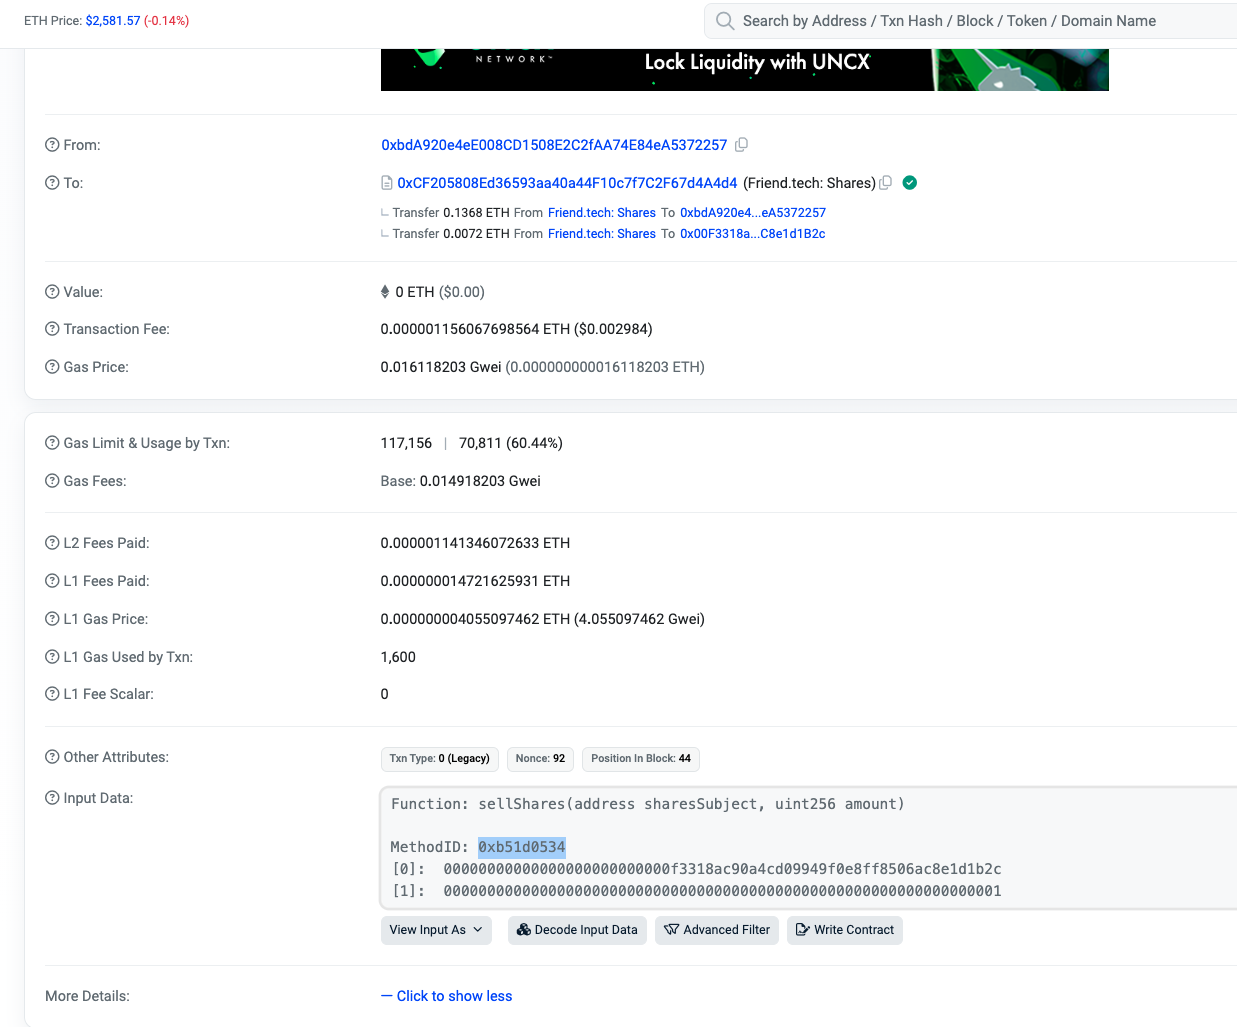 ETH Price: $2,581.57 (-0.14%)
Search by Address / Txn Hash / Block / Token / Domain Name
NETWORK™
Lock Liquidity with UNCX
From: 0xbdA920e4eE008CD1508E2C2fAA74E84eA5372257
To: 0xCF205808Ed36593aa40a44F10c7f7C2F67d4A4d4 (Friend.tech: Shares)
Transfer 0.1368 ETH From Friend.tech: Shares To 0xbdA920e4...eA5372257
Transfer 0.0072 ETH From Friend.tech: Shares To 0x00F3318a...C8e1d1B2c
Value: 0 ETH ($0.00)
Transaction Fee: 0.000001156067698564 ETH ($0.002984)
Gas Price: 0.016118203 Gwei (0.000000000016118203 ETH)
Gas Limit & Usage by Txn: 117,156 | 70,811 (60.44%)
Gas Fees: Base: 0.014918203 Gwei
L2 Fees Paid: 0.000001141346072633 ETH
L1 Fees Paid: 0.000000014721625931 ETH
L1 Gas Price: 0.000000004055097462 ETH (4.055097462 Gwei)
L1 Gas Used by Txn: 1,600
L1 Fee Scalar: 0
Other Attributes: Txn Type: 0 (Legacy) Nonce: 92 Position In Block: 44
Input Data: Function: sellShares(address sharesSubject, uint256 amount)
MethodID: 0xb51d0534
[0]: 00000000000000000000000000f3318ac90a4cd09949f0e8ff8506ac8e1d1b2c
[1]: 0000000000000000000000000000000000000000000000000000000000000001
View Input As Decode Input Data Advanced Filter Write Contract
More Details: — Click to show less